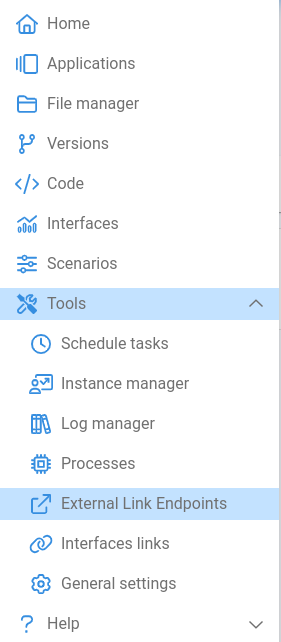 Home
Applications
File manager
Versions
Code
Interfaces
Scenarios
Tools
Schedule tasks
Instance manager
Log manager
Processes
External Link Endpoints
Interfaces links
General settings
Help